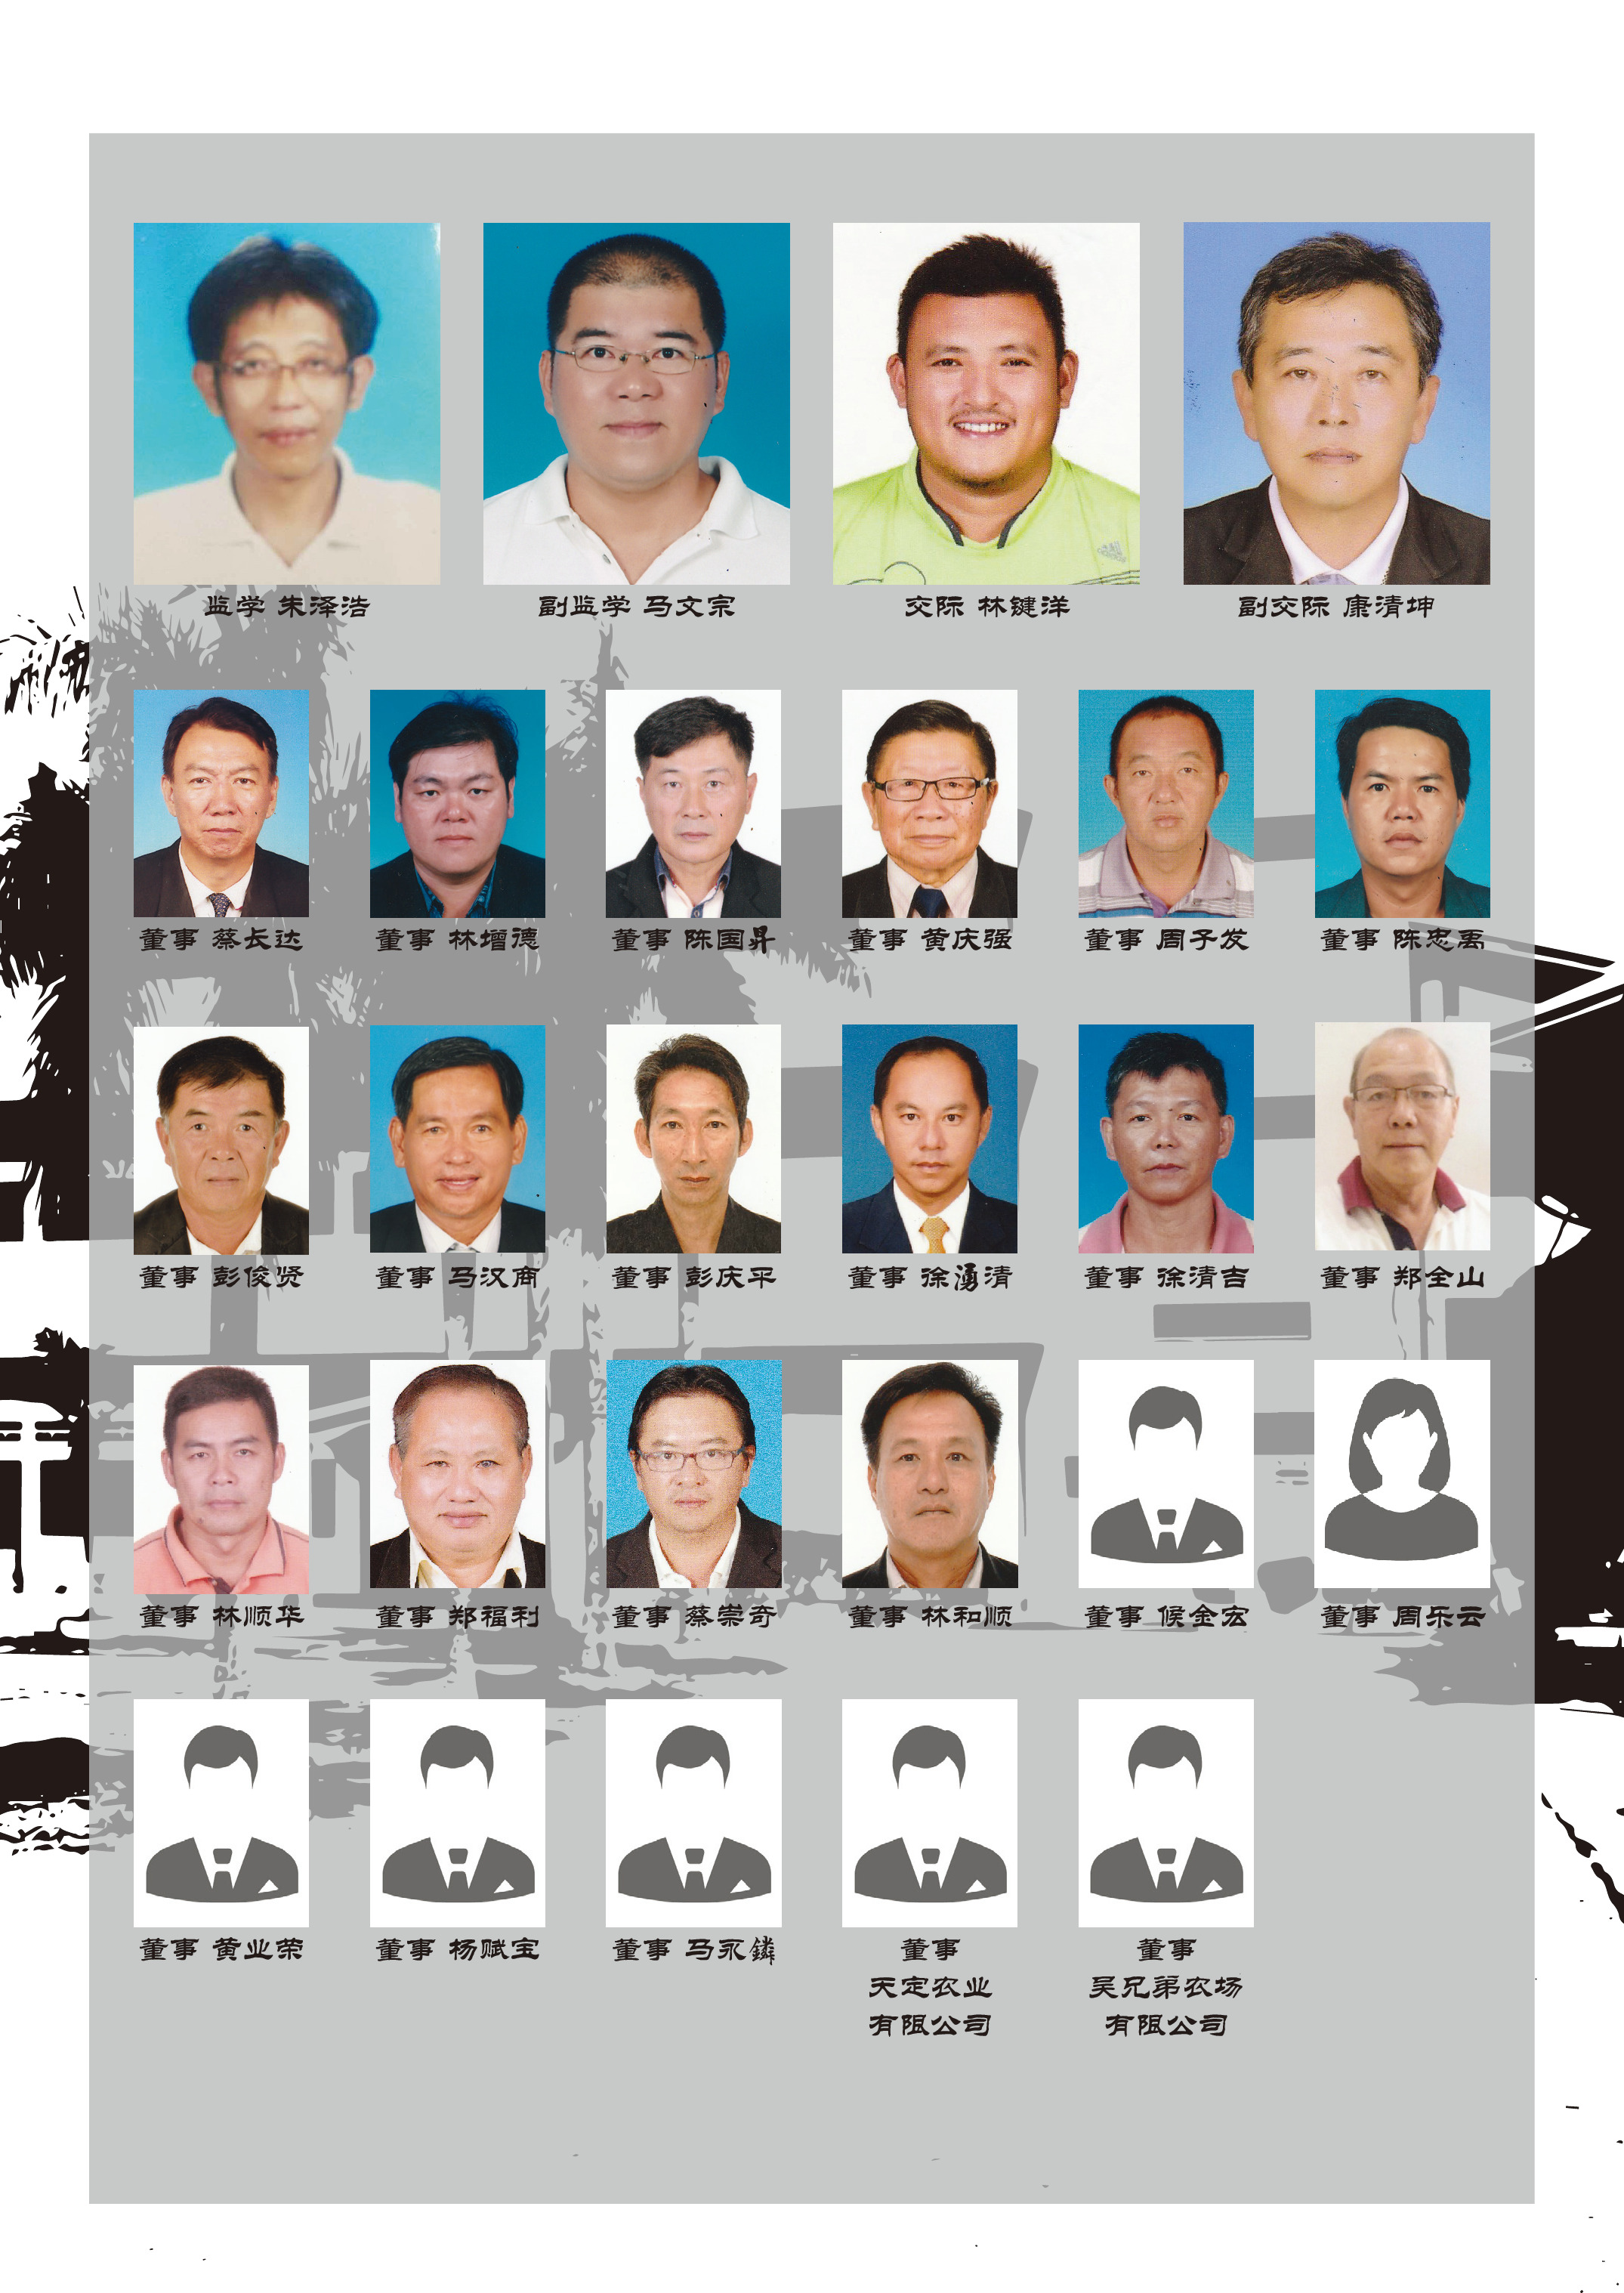 监学 朱泽浩
副监学 马文宗
交际 林键洋
副交际 康清坤
董事 蔡长达
董事 林增德
董事 陈国昇
董事 黄庆强
董事 周子发
董事 陈忠禹
董事 彭俊贤
董事 马汉商
董事 彭庆平
董事 徐湧清
董事 徐清吉
董事 郑全山
董事 林顺华
董事 郑福利
董事 蔡崇奇
董事 林和顺
董事 候金宏
董事 周乐云
董事 黄业荣
董事 杨赋宝
董事 马永鏻
董事
天定农业
有限公司
董事
吴兄弟农场
有限公司